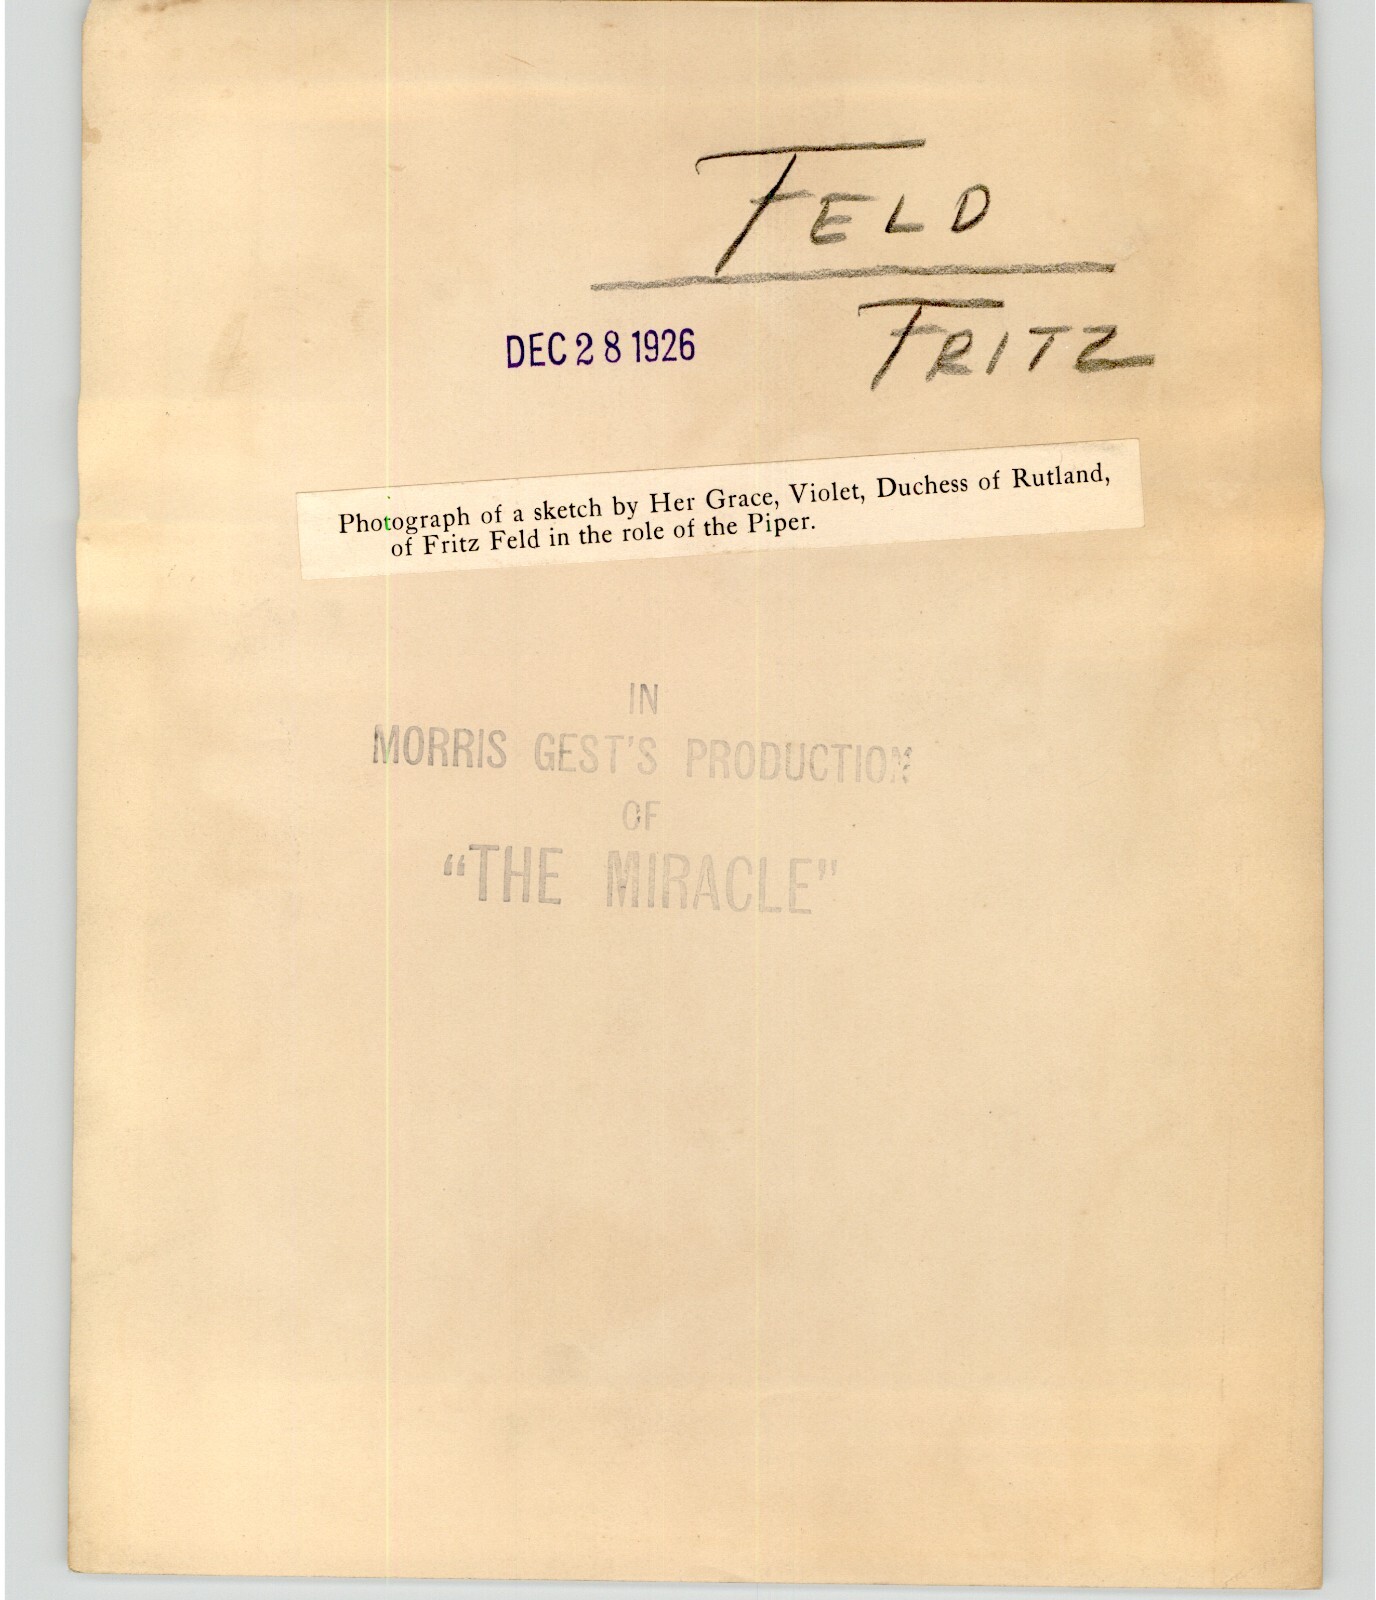 FELD
FRITZ
DEC 28 1926
Photograph of a sketch by Her Grace, Violet, Duchess of Rutland,
of Fritz Feld in the role of the Piper.
IN
MORRIS GEST'S PRODUCTION
OF
"THE MIRACLE"